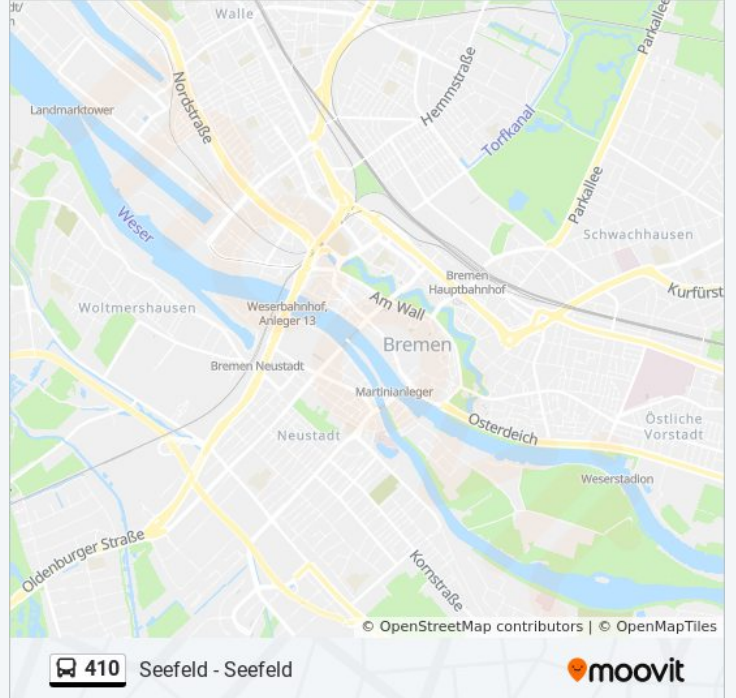 dt/
Walle
Parkallee
Nordstraße
Hemmstraße
Landmarktower
Torfkanal
Parkallee
Weser
Schwachhausen
Bremen
Hauptbahnhof
Kurfürst
Woltmershausen
Weserbahnhof,
Anleger 13
Am Wall
Bremen
Bremen Neustadt
Martinianleger
Neustadt
Osterdeich
Östliche
Vorstadt
Weserstadion
Oldenburger Straße
Kornstraße
© OpenStreetMap contributors | © OpenMapTiles
410 Seefeld - Seefeld
moovit